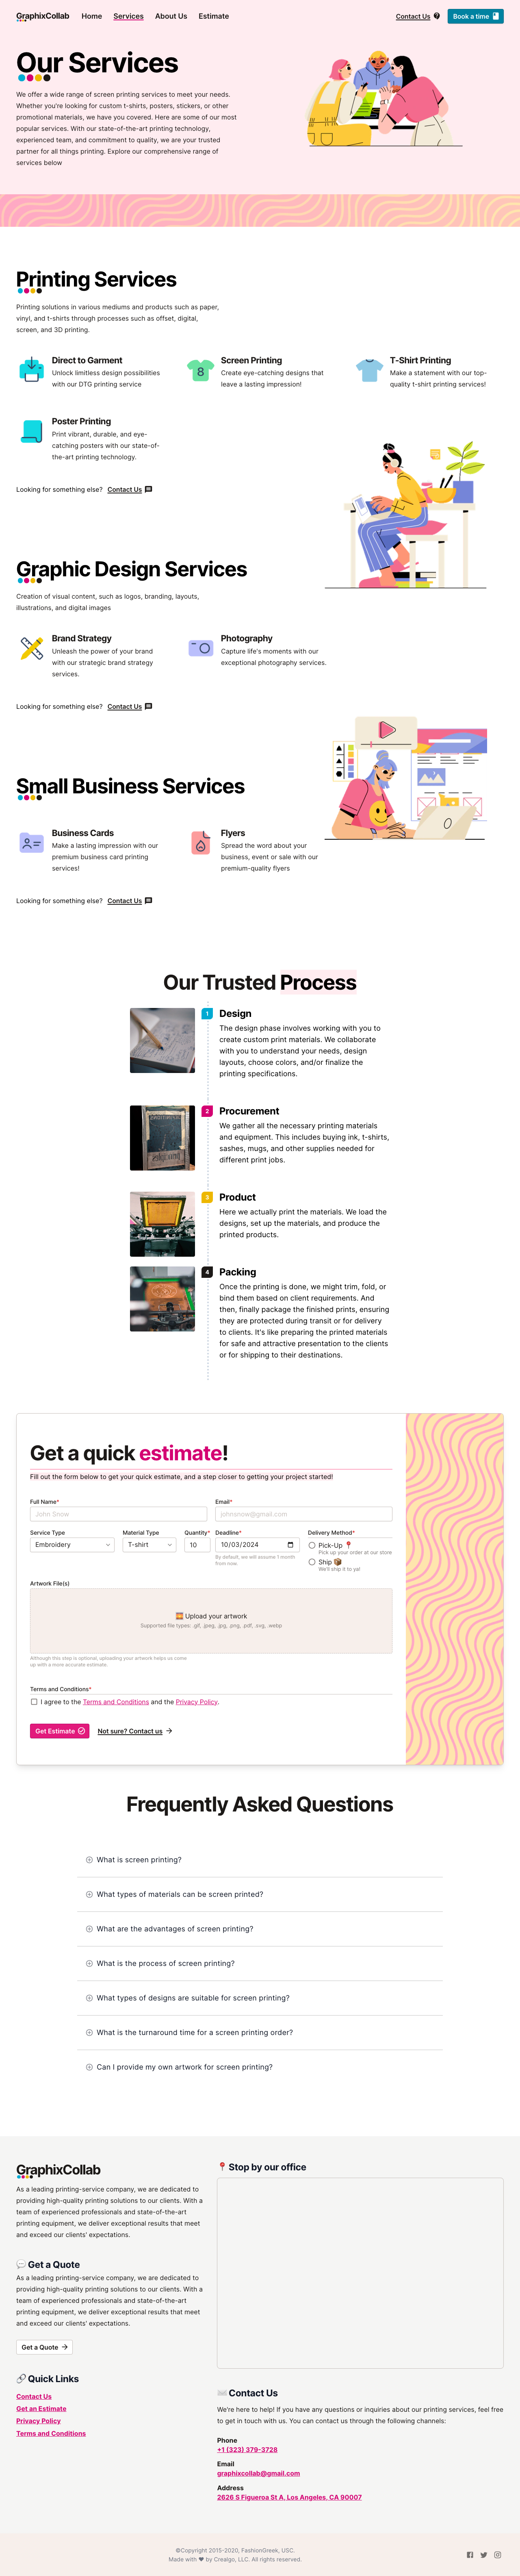 GraphixCollab Home Services About Us Estimate Contact Us Book a time
Our Services
We offer a wide range of screen printing services to meet your needs.
Whether you're looking for custom t-shirts, posters, stickers, or other
promotional materials, we have you covered. Here are some of our most
popular services. With our state-of-the-art printing technology,
experienced team, and commitment to quality, we are your trusted
partner for all things printing. Explore our comprehensive range of
services below
Printing Services
Printing solutions in various mediums and products such as paper,
vinyl, and t-shirts through processes such as offset, digital,
screen, and 3D printing.
Direct to Garment
Unlock limitless design possibilities
with our DTG printing service
8
Screen Printing
Create eye-catching designs that
leave a lasting impression!
T-Shirt Printing
Make a statement with our top-
quality t-shirt printing services!
Poster Printing
Print vibrant, durable, and eye-
catching posters with our state-of-
the-art printing technology.
Looking for something else? Contact Us
Graphic Design Services
Creation of visual content, such as logos, branding, layouts,
illustrations, and digital images
Brand Strategy
Unleash the power of your brand
with our strategic brand strategy
services.
Photography
Capture life's moments with our
exceptional photography services.
Looking for something else? Contact Us
Small Business Services
Business Cards
Make a lasting impression with our
premium business card printing
services!
Flyers
Spread the word about your
business, event or sale with our
premium-quality flyers
Looking for something else? Contact Us
Our Trusted Process
1
Design
The design phase involves working with you to
create custom print materials. We collaborate
with you to understand your needs, design
layouts, choose colors, and/or finalize the
printing specifications.
2
Procurement
We gather all the necessary printing materials
and equipment. This includes buying ink, t-shirts,
sashes, mugs, and other supplies needed for
different print jobs.
3
Product
Here we actually print the materials. We load the
designs, set up the materials, and produce the
printed products.
4
Packing
Once the printing is done, we might trim, fold, or
bind them based on client requirements. And
then, finally package the finished prints, ensuring
they are protected during transit or for delivery
to clients. It's like preparing the printed materials
for safe and attractive presentation to the clients
or for shipping to their destinations.
Get a quick estimate!
Fill out the form below to get your quick estimate, and a step closer to getting your project started!
Full Name*
John Snow
Email*
johnsnow@gmail.com
Service Type
Embroidery
Material Type
T-shirt
Quantity*
10
Deadline*
10/03/2024
By default, we will assume 1 month
from now
Delivery Method*
Pick-Up 📍
Pick up your order at our store
Ship 📦
We'll ship it to ya!
Artwork File(s)
🌄 Upload your artwork
Supported file types: .gif, .jpeg, .jpg, .png, .pdf, .svg, .webp
Although this step is optional, uploading your artwork helps us come
up with a more accurate estimate.
Terms and Conditions*
I agree to the Terms and Conditions and the Privacy Policy.
Get Estimate Not sure? Contact us
Frequently Asked Questions
What is screen printing?
What types of materials can be screen printed?
What are the advantages of screen printing?
What is the process of screen printing?
What types of designs are suitable for screen printing?
What is the turnaround time for a screen printing order?
Can I provide my own artwork for screen printing?
GraphixCollab
As a leading printing-service company, we are dedicated to
providing high-quality printing solutions to our clients. With a
team of experienced professionals and state-of-the-art
printing equipment, we deliver exceptional results that meet
and exceed our clients' expectations.
💬 Get a Quote
As a leading printing-service company, we are dedicated to
providing high-quality printing solutions to our clients. With a
team of experienced professionals and state-of-the-art
printing equipment, we deliver exceptional results that meet
and exceed our clients' expectations.
Get a Quote
🔗 Quick Links
Contact Us
Get an Estimate
Privacy Policy
Terms and Conditions
📍 Stop by our office
Contact Us
We're here to help! If you have any questions or inquiries about our printing services, feel free
to get in touch with us. You can contact us through the following channels:
Phone
+1 (323) 379-3728
Email
graphixcollab@gmail.com
Address
2626 S Figueroa St A, Los Angeles, CA 90007
©Copyright 2015-2020, FashionGreek, USC.
Made with ❤ by Crealgo, LLC. All rights reserved.